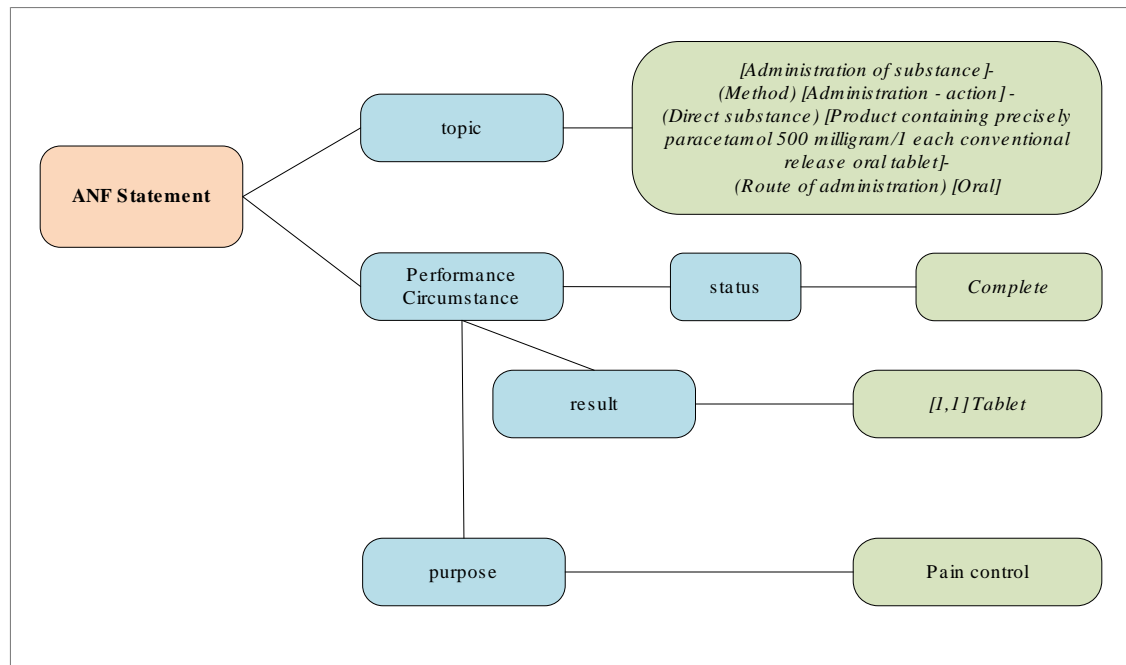 [Administration of substance]-
(Method) [Administration - action] -
(Direct substance) [Product containing precisely
paracetamol 500 milligram/1 each conventional
release oral tablet]-
(Route of administration) [Oral]
topic
ANF Statement
Performance
Circumstance
status
Complete
result
[1,1] Tablet
purpose
Pain control